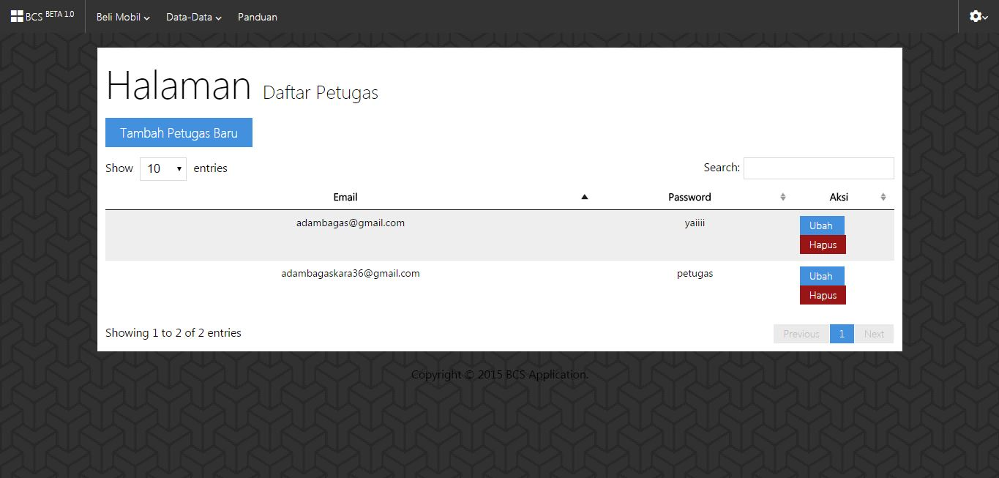 BCS BETA 1.0 Beli Mobil Data-Data Panduan
Halaman Daftar Petugas
Tambah Petugas Baru
Show 10 entries Search:
Email Password Aksi
adambagas@gmail.com yaiiii Ubah
Hapus
adambagaskara36@gmail.com petugas Ubah
Hapus
Showing 1 to 2 of 2 entries Previous 1 Next
Copyright © 2015 BCS Application.